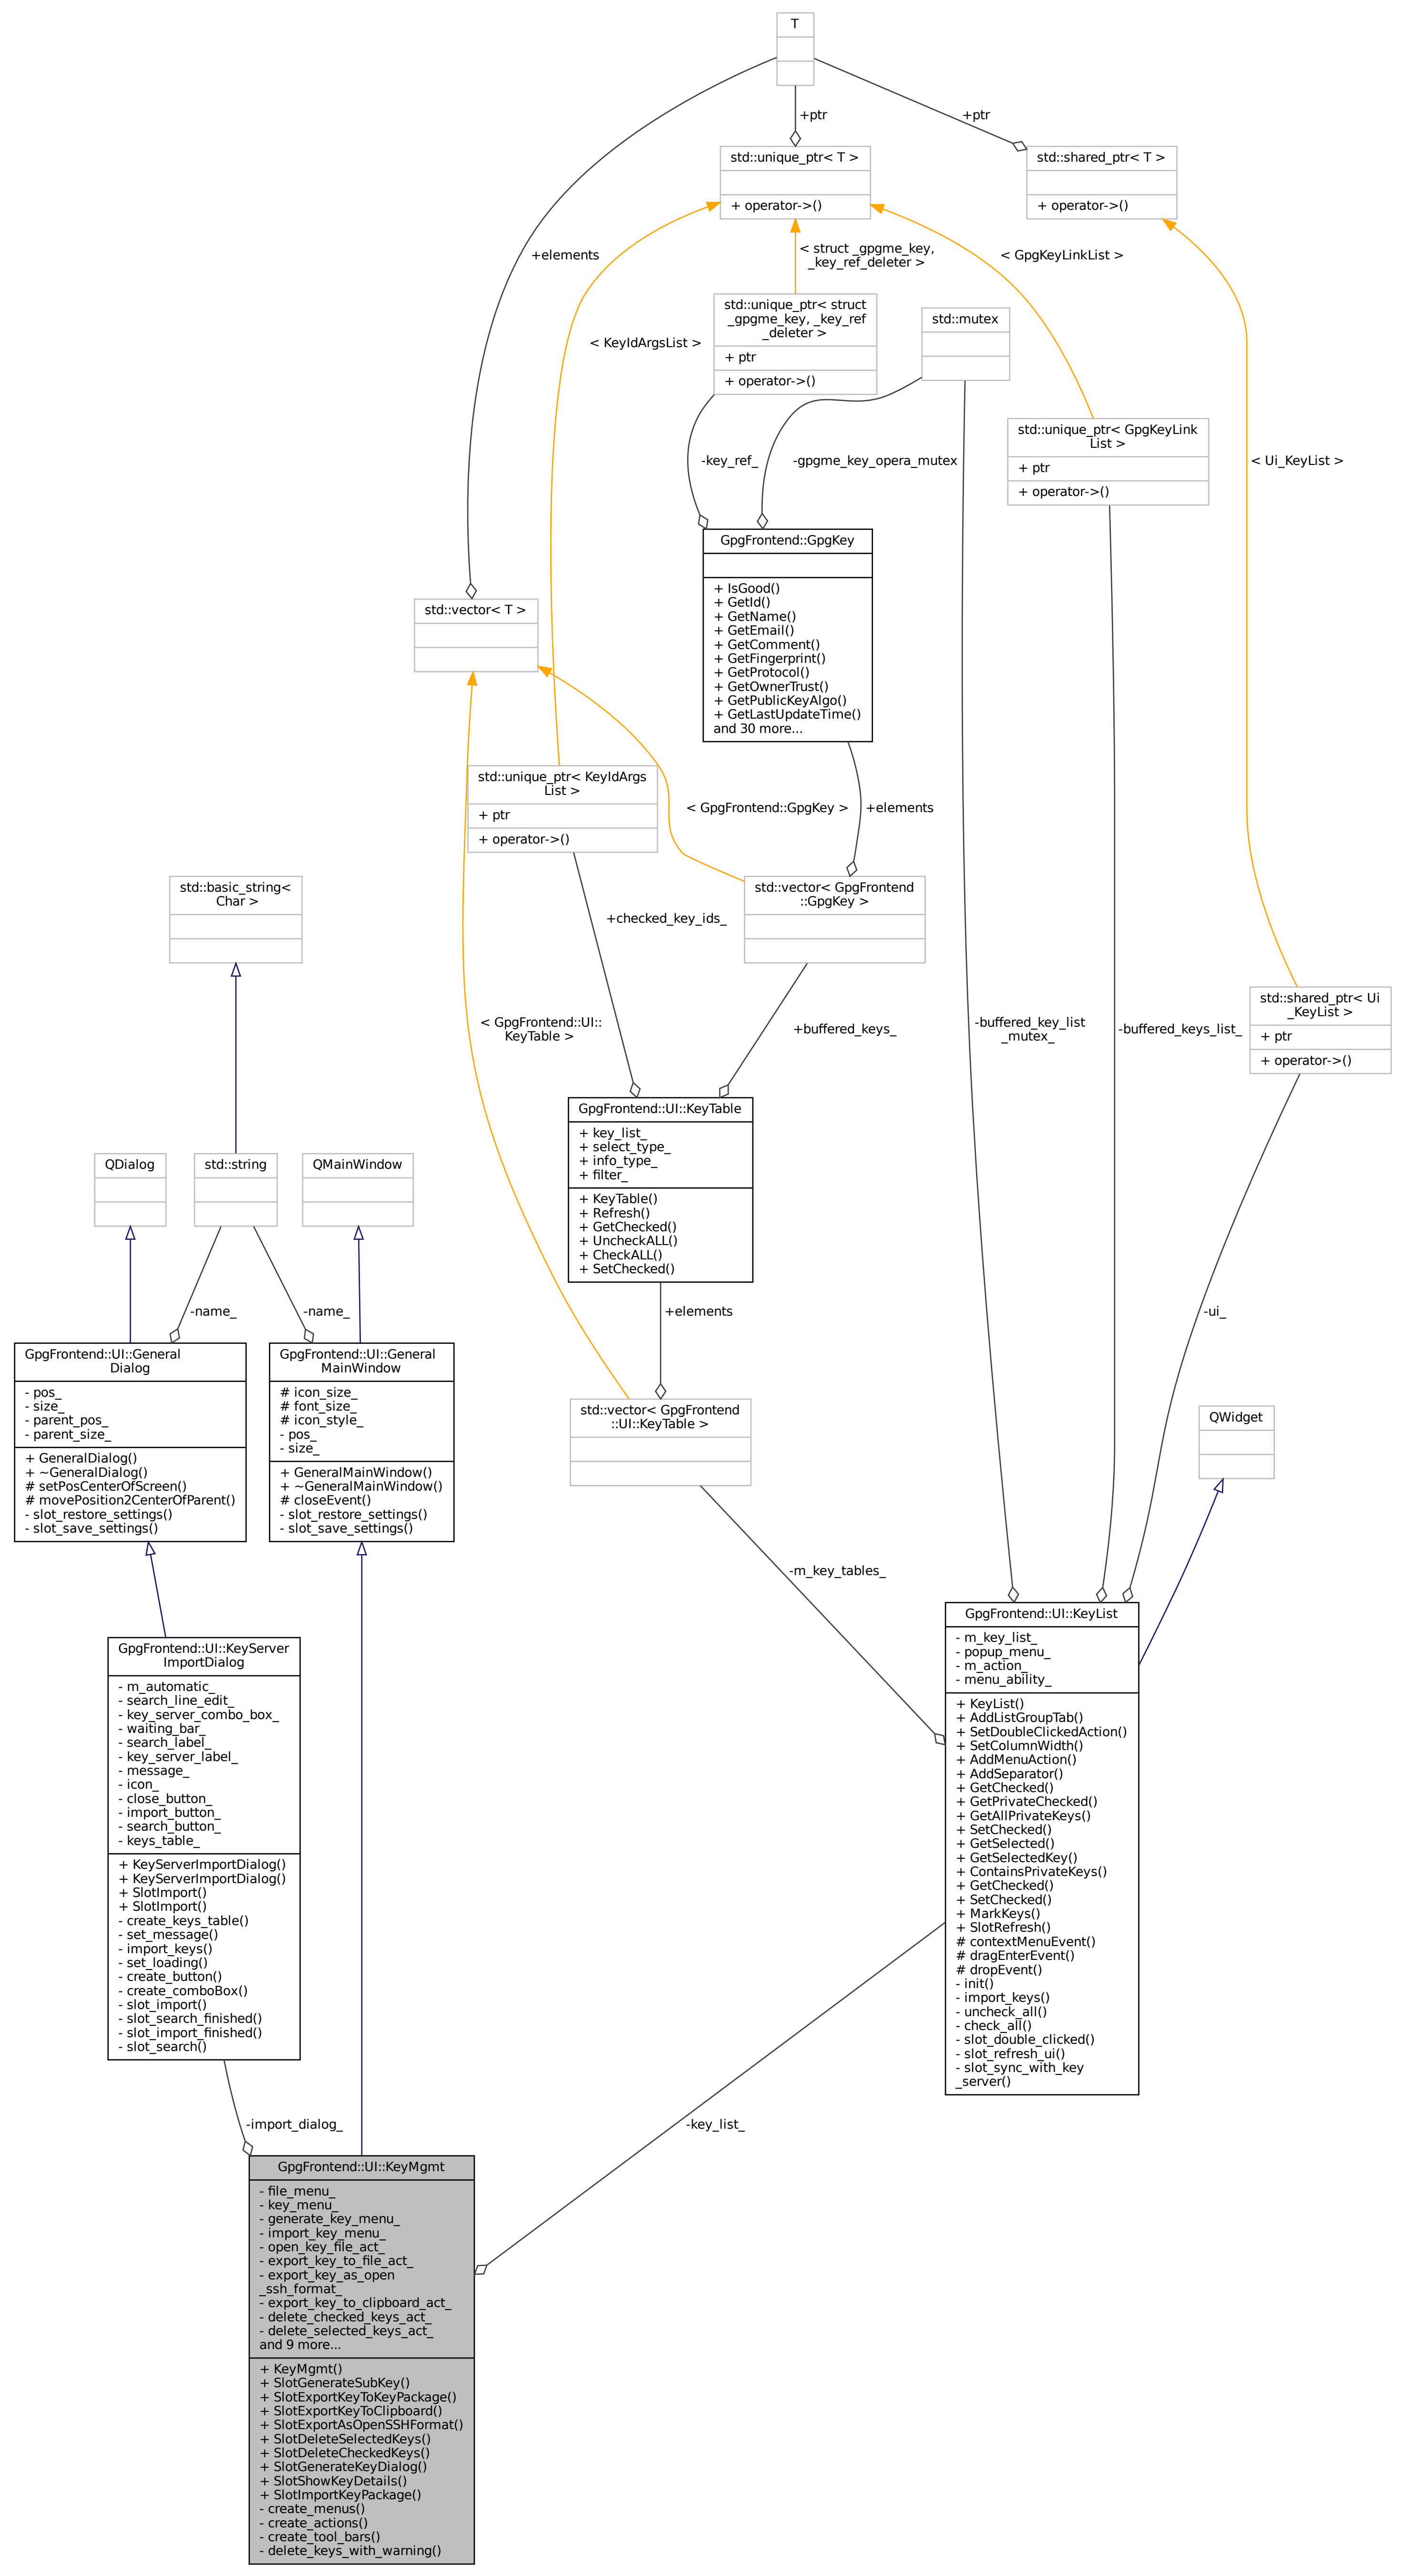 T
+ptr
+ptr
std::unique_ptr< T >
+ operator->()
std::shared_ptr< T >
+ operator->()
+elements
< struct _gpgme_key,
_key_ref_deleter >
< GpgKeyLinkList >
std::unique_ptr< struct
_gpgme_key, _key_ref
_deleter >
+ ptr
+ operator->()
std::mutex
< KeyIdArgsList >
std::unique_ptr< GpgKeyLink
List >
+ ptr
+ operator->()
-key_ref_
-gpgme_key_opera_mutex
< Ui_KeyList >
GpgFrontend::GpgKey
+ IsGood()
+ GetId()
+ GetName()
+ GetEmail()
+ GetComment()
+ GetFingerprint()
+ GetProtocol()
+ GetOwnerTrust()
+ GetPublicKeyAlgo()
+ GetLastUpdateTime()
and 30 more...
std::vector< T >
std::unique_ptr< KeyIdArgs
List >
+ ptr
+ operator->()
< GpgFrontend::GpgKey >
+elements
std::basic_string<
Char >
+checked_key_ids_
std::vector< GpgFrontend
::GpgKey >
std::shared_ptr< Ui
_KeyList >
+ ptr
+ operator->()
< GpgFrontend::UI::
KeyTable >
+buffered_keys_
-buffered_key_list
_mutex_
-buffered_keys_list_
GpgFrontend::UI::KeyTable
+ key_list_
+ select_type_
+ info_type_
+ filter_
+ KeyTable()
+ Refresh()
+ GetChecked()
+ UncheckALL()
+ CheckALL()
+ SetChecked()
QDialog
std::string
QMainWindow
-name_
-name_
+elements
-ui_
GpgFrontend::UI::General
Dialog
- pos_
- size_
- parent_pos_
- parent_size_
+ GeneralDialog()
+ ~GeneralDialog()
# setPosCenterOfScreen()
# movePosition2CenterOfParent()
- slot_restore_settings()
- slot_save_settings()
GpgFrontend::UI::General
MainWindow
# icon_size_
# font_size_
# icon_style_
- pos_
- size_
+ GeneralMainWindow()
+ ~GeneralMainWindow()
# closeEvent()
- slot_restore_settings()
- slot_save_settings()
std::vector< GpgFrontend
::UI::KeyTable >
QWidget
-m_key_tables_
GpgFrontend::UI::KeyServer
ImportDialog
- m_automatic_
- search_line_edit_
- key_server_combo_box_
- waiting_bar_
- search_label_
- key_server_label_
- message_
- icon_
- close_button_
- import_button_
- search_button_
- keys_table_
+ KeyServerImportDialog()
+ KeyServerImportDialog()
+ SlotImport()
+ SlotImport()
- create_keys_table()
- set_message()
- import_keys()
- set_loading()
- create_button()
- create_comboBox()
- slot_import()
- slot_search_finished()
- slot_import_finished()
- slot_search()
GpgFrontend::UI::KeyList
- m_key_list_
- popup_menu_
- m_action_
- menu_ability_
+ KeyList()
+ AddListGroupTab()
+ SetDoubleClickedAction()
+ SetColumnWidth()
+ AddMenuAction()
+ AddSeparator()
+ GetChecked()
+ GetPrivateChecked()
+ GetAllPrivateKeys()
+ SetChecked()
+ GetSelected()
+ GetSelectedKey()
+ ContainsPrivateKeys()
+ GetChecked()
+ SetChecked()
+ MarkKeys()
+ SlotRefresh()
# contextMenuEvent()
# dragEnterEvent()
# dropEvent()
- init()
- import_keys()
- uncheck_all()
- check_all()
- slot_double_clicked()
- slot_refresh_ui()
- slot_sync_with_key
_server()
-import_dialog_
-key_list_
GpgFrontend::UI::KeyMgmt
- file_menu_
- key_menu_
- generate_key_menu_
- import_key_menu_
- open_key_file_act_
- export_key_to_file_act_
- export_key_as_open
_ssh_format_
- export_key_to_clipboard_act_
- delete_checked_keys_act_
- delete_selected_keys_act_
and 9 more...
+ KeyMgmt()
+ SlotGenerateSubKey()
+ SlotExportKeyToKeyPackage()
+ SlotExportKeyToClipboard()
+ SlotExportAsOpenSSHFormat()
+ SlotDeleteSelectedKeys()
+ SlotDeleteCheckedKeys()
+ SlotGenerateKeyDialog()
+ SlotShowKeyDetails()
+ SlotImportKeyPackage()
- create_menus()
- create_actions()
- create_tool_bars()
- delete_keys_with_warning()